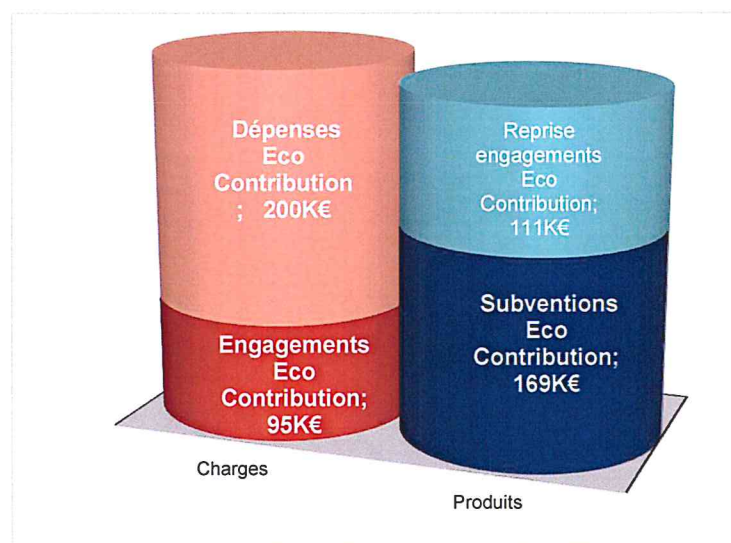 Dépenses
Eco
Contribution
; 200K€
Engagements
Eco
Contribution;
95K€
Reprise
engagements
Eco
Contribution;
111K€
Subventions
Eco
Contribution;
169K€
Charges
Produits